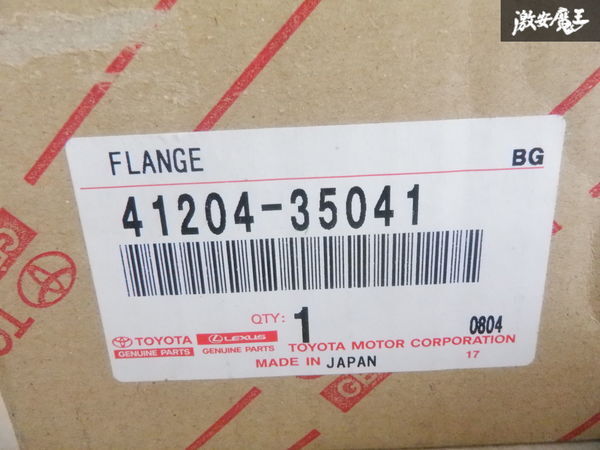 激安魔王
FLANGE BG
41204-35041
QTY: 1 0804
TOYOTA LEXUS TOYOTA MOTOR CORPORATION
GENUINE PARTS GENUINE PARTS 17
MADE IN JAPAN